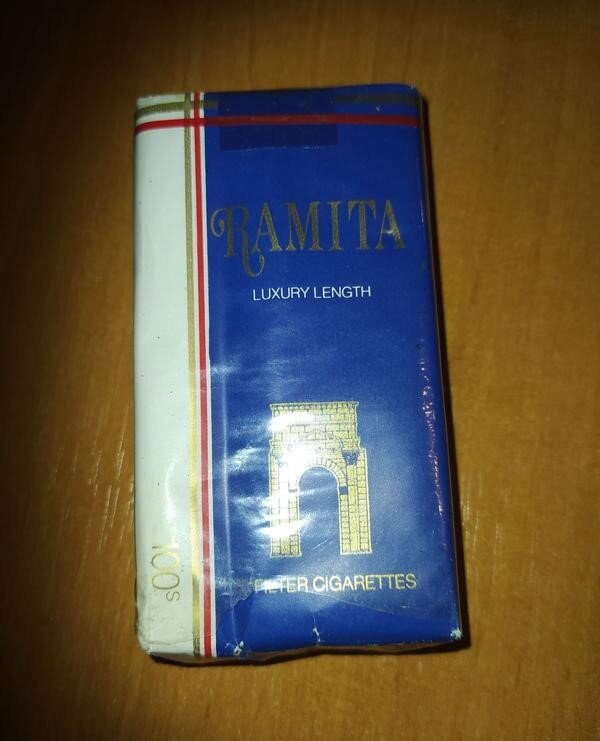 RAMITA
LUXURY LENGTH
FILTER CIGARETTES
100s